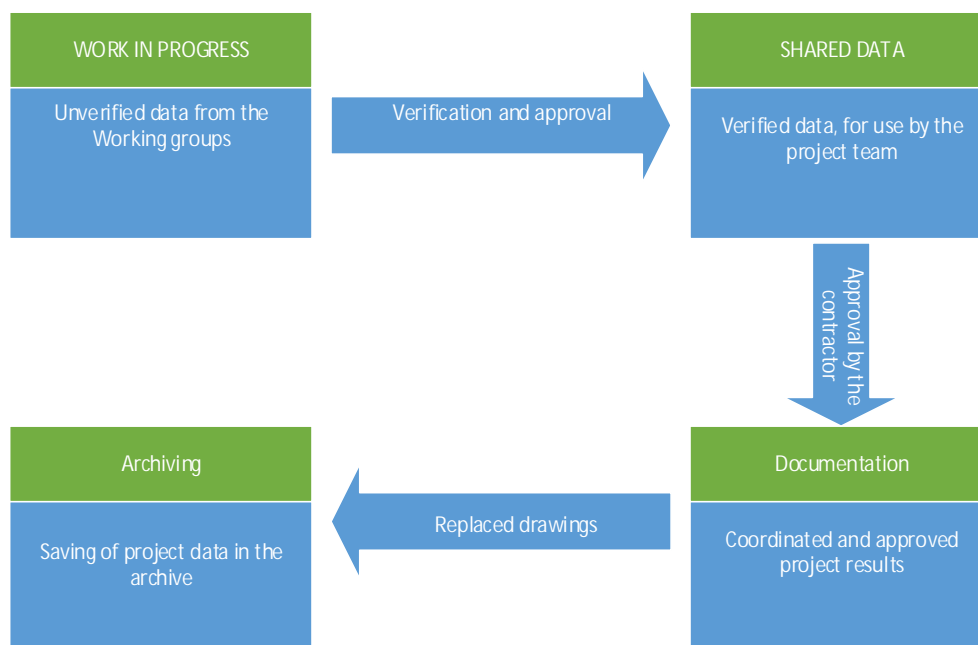 WORK IN PROGRESS
Unverified data from the
Working groups
Verification and approval
SHARED DATA
Verified data, for use by the
project team
Approval by the
contractor
Archiving
Saving of project data in the
archive
Replaced drawings
Documentation
Coordinated and approved
project results